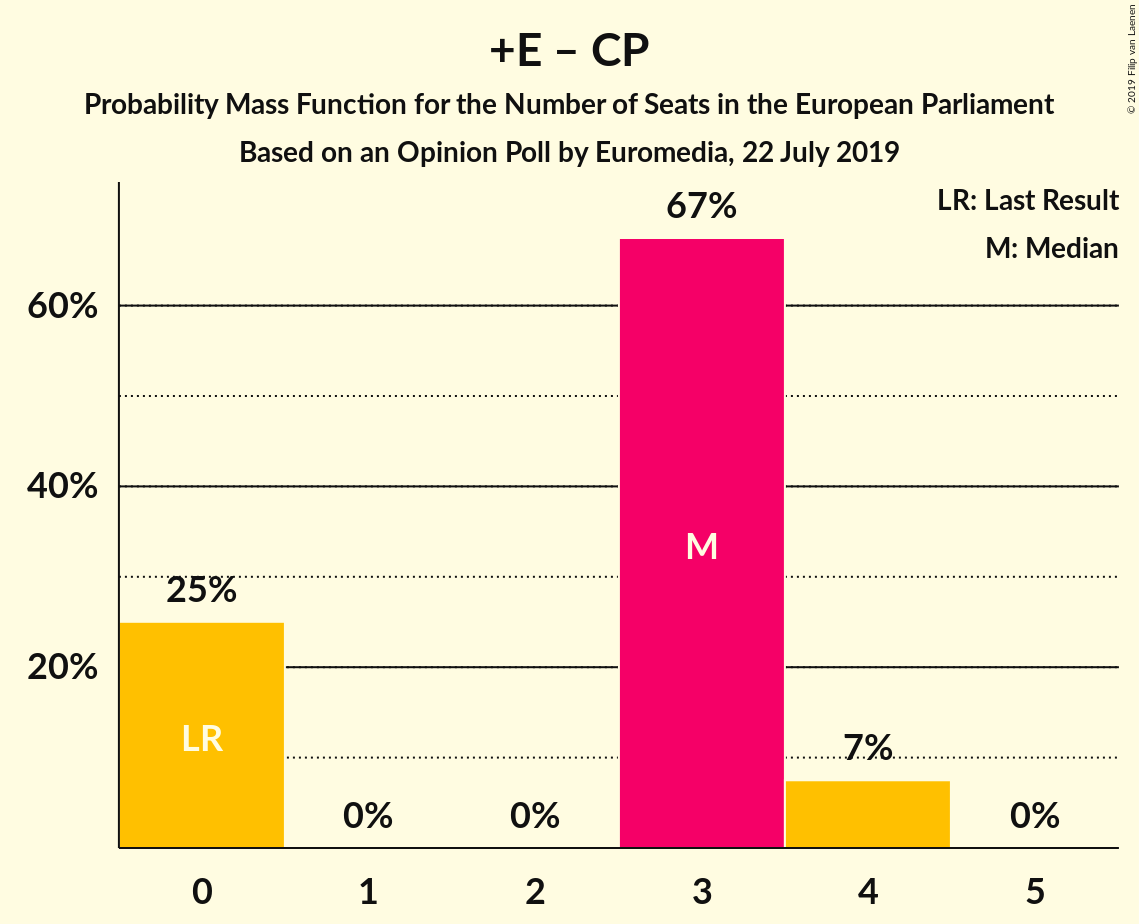 +E – CP
Probability Mass Function for the Number of Seats in the European Parliament
Based on an Opinion Poll by Euromedia, 22 July 2019
© 2019 Filip van Laenen
LR: Last Result
M: Median
67%
60%
40%
M
25%
20%
LR
7%
0%
0%
0%
0 1 2 3 4 5